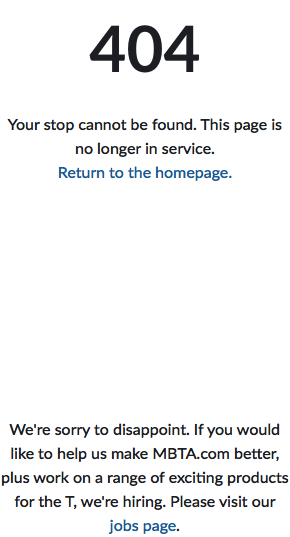 404
Your stop cannot be found. This page is
no longer in service.
Return to the homepage.
We're sorry to disappoint. If you would
like to help us make MBTA.com better,
plus work on a range of exciting products
for the T, we're hiring. Please visit our
jobs page.